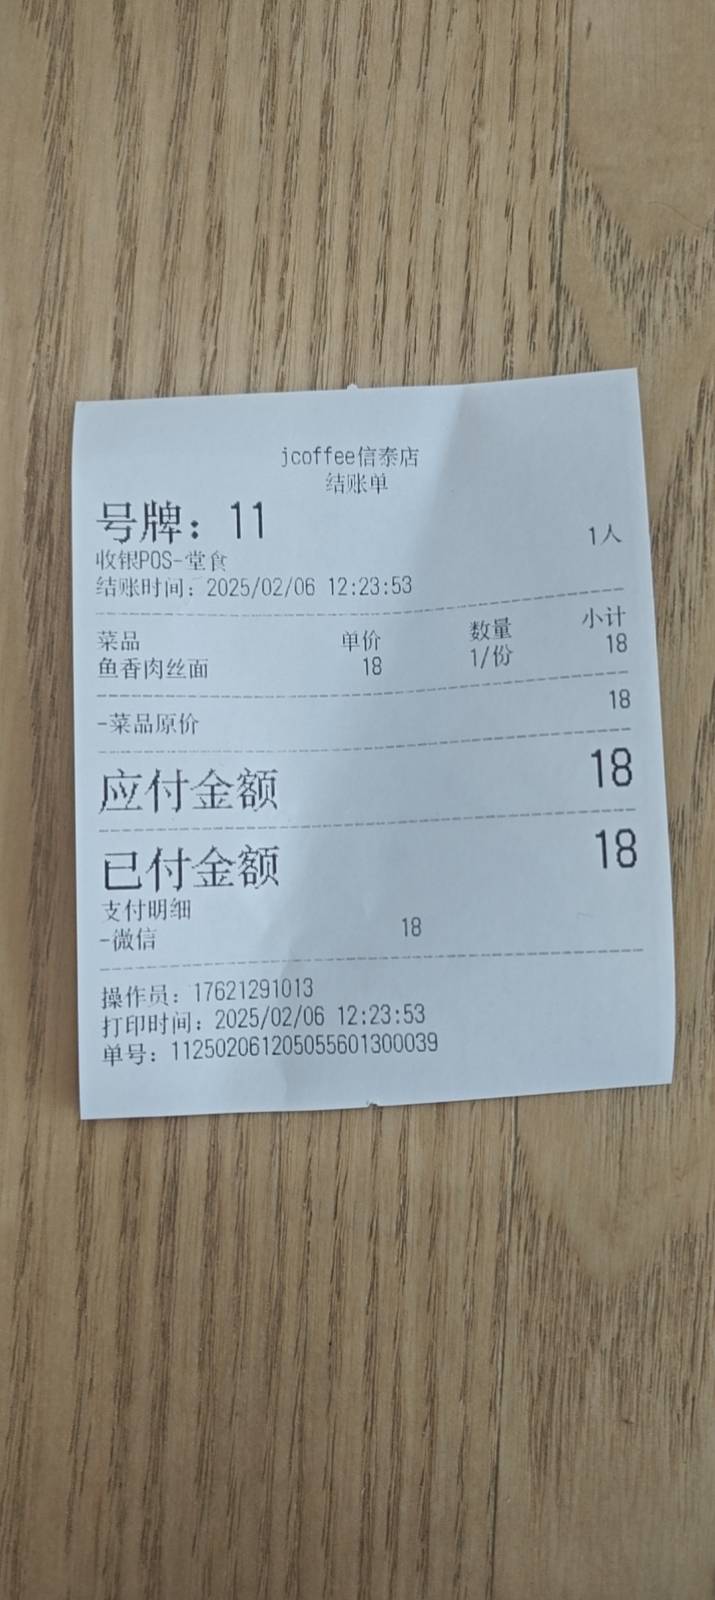 jcoffee信泰店
结账单
号牌：11
1人
收银POS-堂食
结账时间：2025/02/06 12:23:53
菜品 单价 数量 小计
鱼香肉丝面 18 1/份 18
-菜品原价 18
应付金额 18
已付金额 18
支付明细
-微信 18
操作员：17621291013
打印时间：2025/02/06 12:23:53
单号：112502061205055601300039